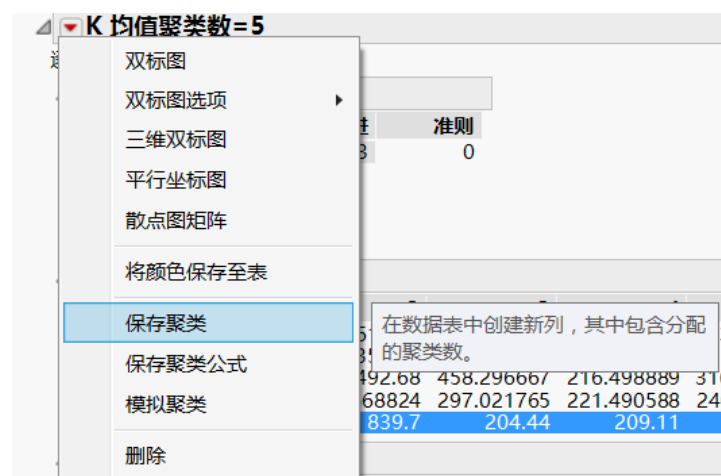 K 均值聚类数=5
双标图
双标图选项
三维双标图
准则
0
平行坐标图
散点图矩阵
将颜色保存至表
保存聚类
在数据表中创建新列，其中包含分配
的聚类数。
保存聚类公式
492.68 458.296667 216.498889
模拟聚类
68824 297.021765 221.490588
839.7 204.44 209.11
删除